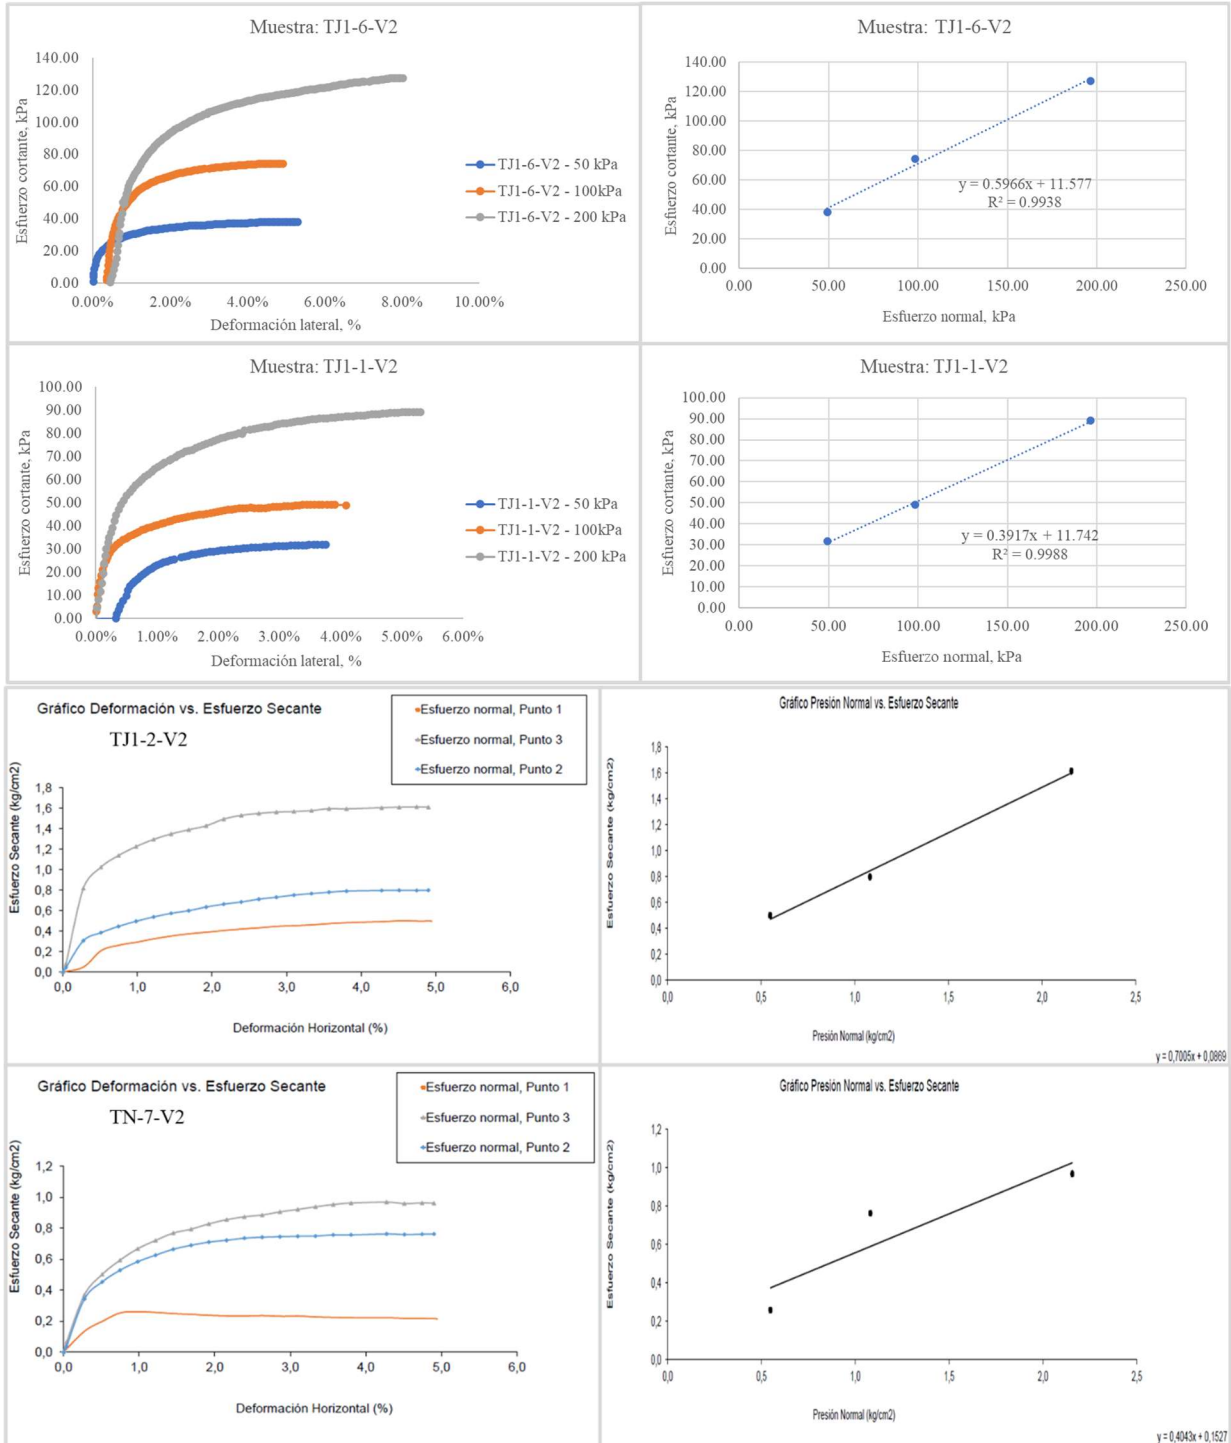 Muestra: TJ1-6-V2
Esfuerzo cortante, kPa
140.00
120.00
100.00
80.00
60.00
40.00
20.00
0.00
0.00% 2.00% 4.00% 6.00% 8.00% 10.00%
Deformación lateral, %
TJ1-6-V2 - 50 kPa
TJ1-6-V2 - 100kPa
TJ1-6-V2 - 200 kPa
Muestra: TJ1-6-V2
Esfuerzo cortante, kPa
140.00
120.00
100.00
80.00
60.00
40.00
20.00
0.00
0.00 50.00 100.00 150.00 200.00 250.00
Esfuerzo normal, kPa
y = 0.5966x + 11.577
R² = 0.9938
Muestra: TJ1-1-V2
Esfuerzo cortante, kPa
100.00
90.00
80.00
70.00
60.00
50.00
40.00
30.00
20.00
10.00
0.00
0.00% 1.00% 2.00% 3.00% 4.00% 5.00% 6.00%
Deformación lateral, %
TJ1-1-V2 - 50 kPa
TJ1-1-V2 - 100kPa
TJ1-1-V2 - 200 kPa
Muestra: TJ1-1-V2
Esfuerzo cortante, kPa
100.00
90.00
80.00
70.00
60.00
50.00
40.00
30.00
20.00
10.00
0.00
0.00 50.00 100.00 150.00 200.00 250.00
Esfuerzo normal, kPa
y = 0.3917x + 11.742
R² = 0.9988
Gráfico Deformación vs. Esfuerzo Secante
TJ1-2-V2
Esfuerzo normal, Punto 1
Esfuerzo normal, Punto 3
Esfuerzo normal, Punto 2
Esfuerzo Secante (kg/cm2)
1,8
1,6
1,4
1,2
1,0
0,8
0,6
0,4
0,2
0,0
0,0 1,0 2,0 3,0 4,0 5,0 6,0
Deformación Horizontal (%)
Gráfico Presión Normal vs. Esfuerzo Secante
Esfuerzo Secante (kg/cm2)
1,8
1,6
1,4
1,2
1,0
0,8
0,6
0,4
0,2
0,0
0,0 0,5 1,0 1,5 2,0 2,5
Presión Normal (kg/cm2)
y = 0,7005x + 0,0869
Gráfico Deformación vs. Esfuerzo Secante
TN-7-V2
Esfuerzo normal, Punto 1
Esfuerzo normal, Punto 3
Esfuerzo normal, Punto 2
Esfuerzo Secante (kg/cm2)
1,2
1,0
0,8
0,6
0,4
0,2
0,0
0,0 1,0 2,0 3,0 4,0 5,0 6,0
Deformación Horizontal (%)
Gráfico Presión Normal vs. Esfuerzo Secante
Esfuerzo Secante (kg/cm2)
1,2
1,0
0,8
0,6
0,4
0,2
0,0
0,0 0,5 1,0 1,5 2,0 2,5
Presión Normal (kg/cm2)
y = 0,4043x + 0,1527